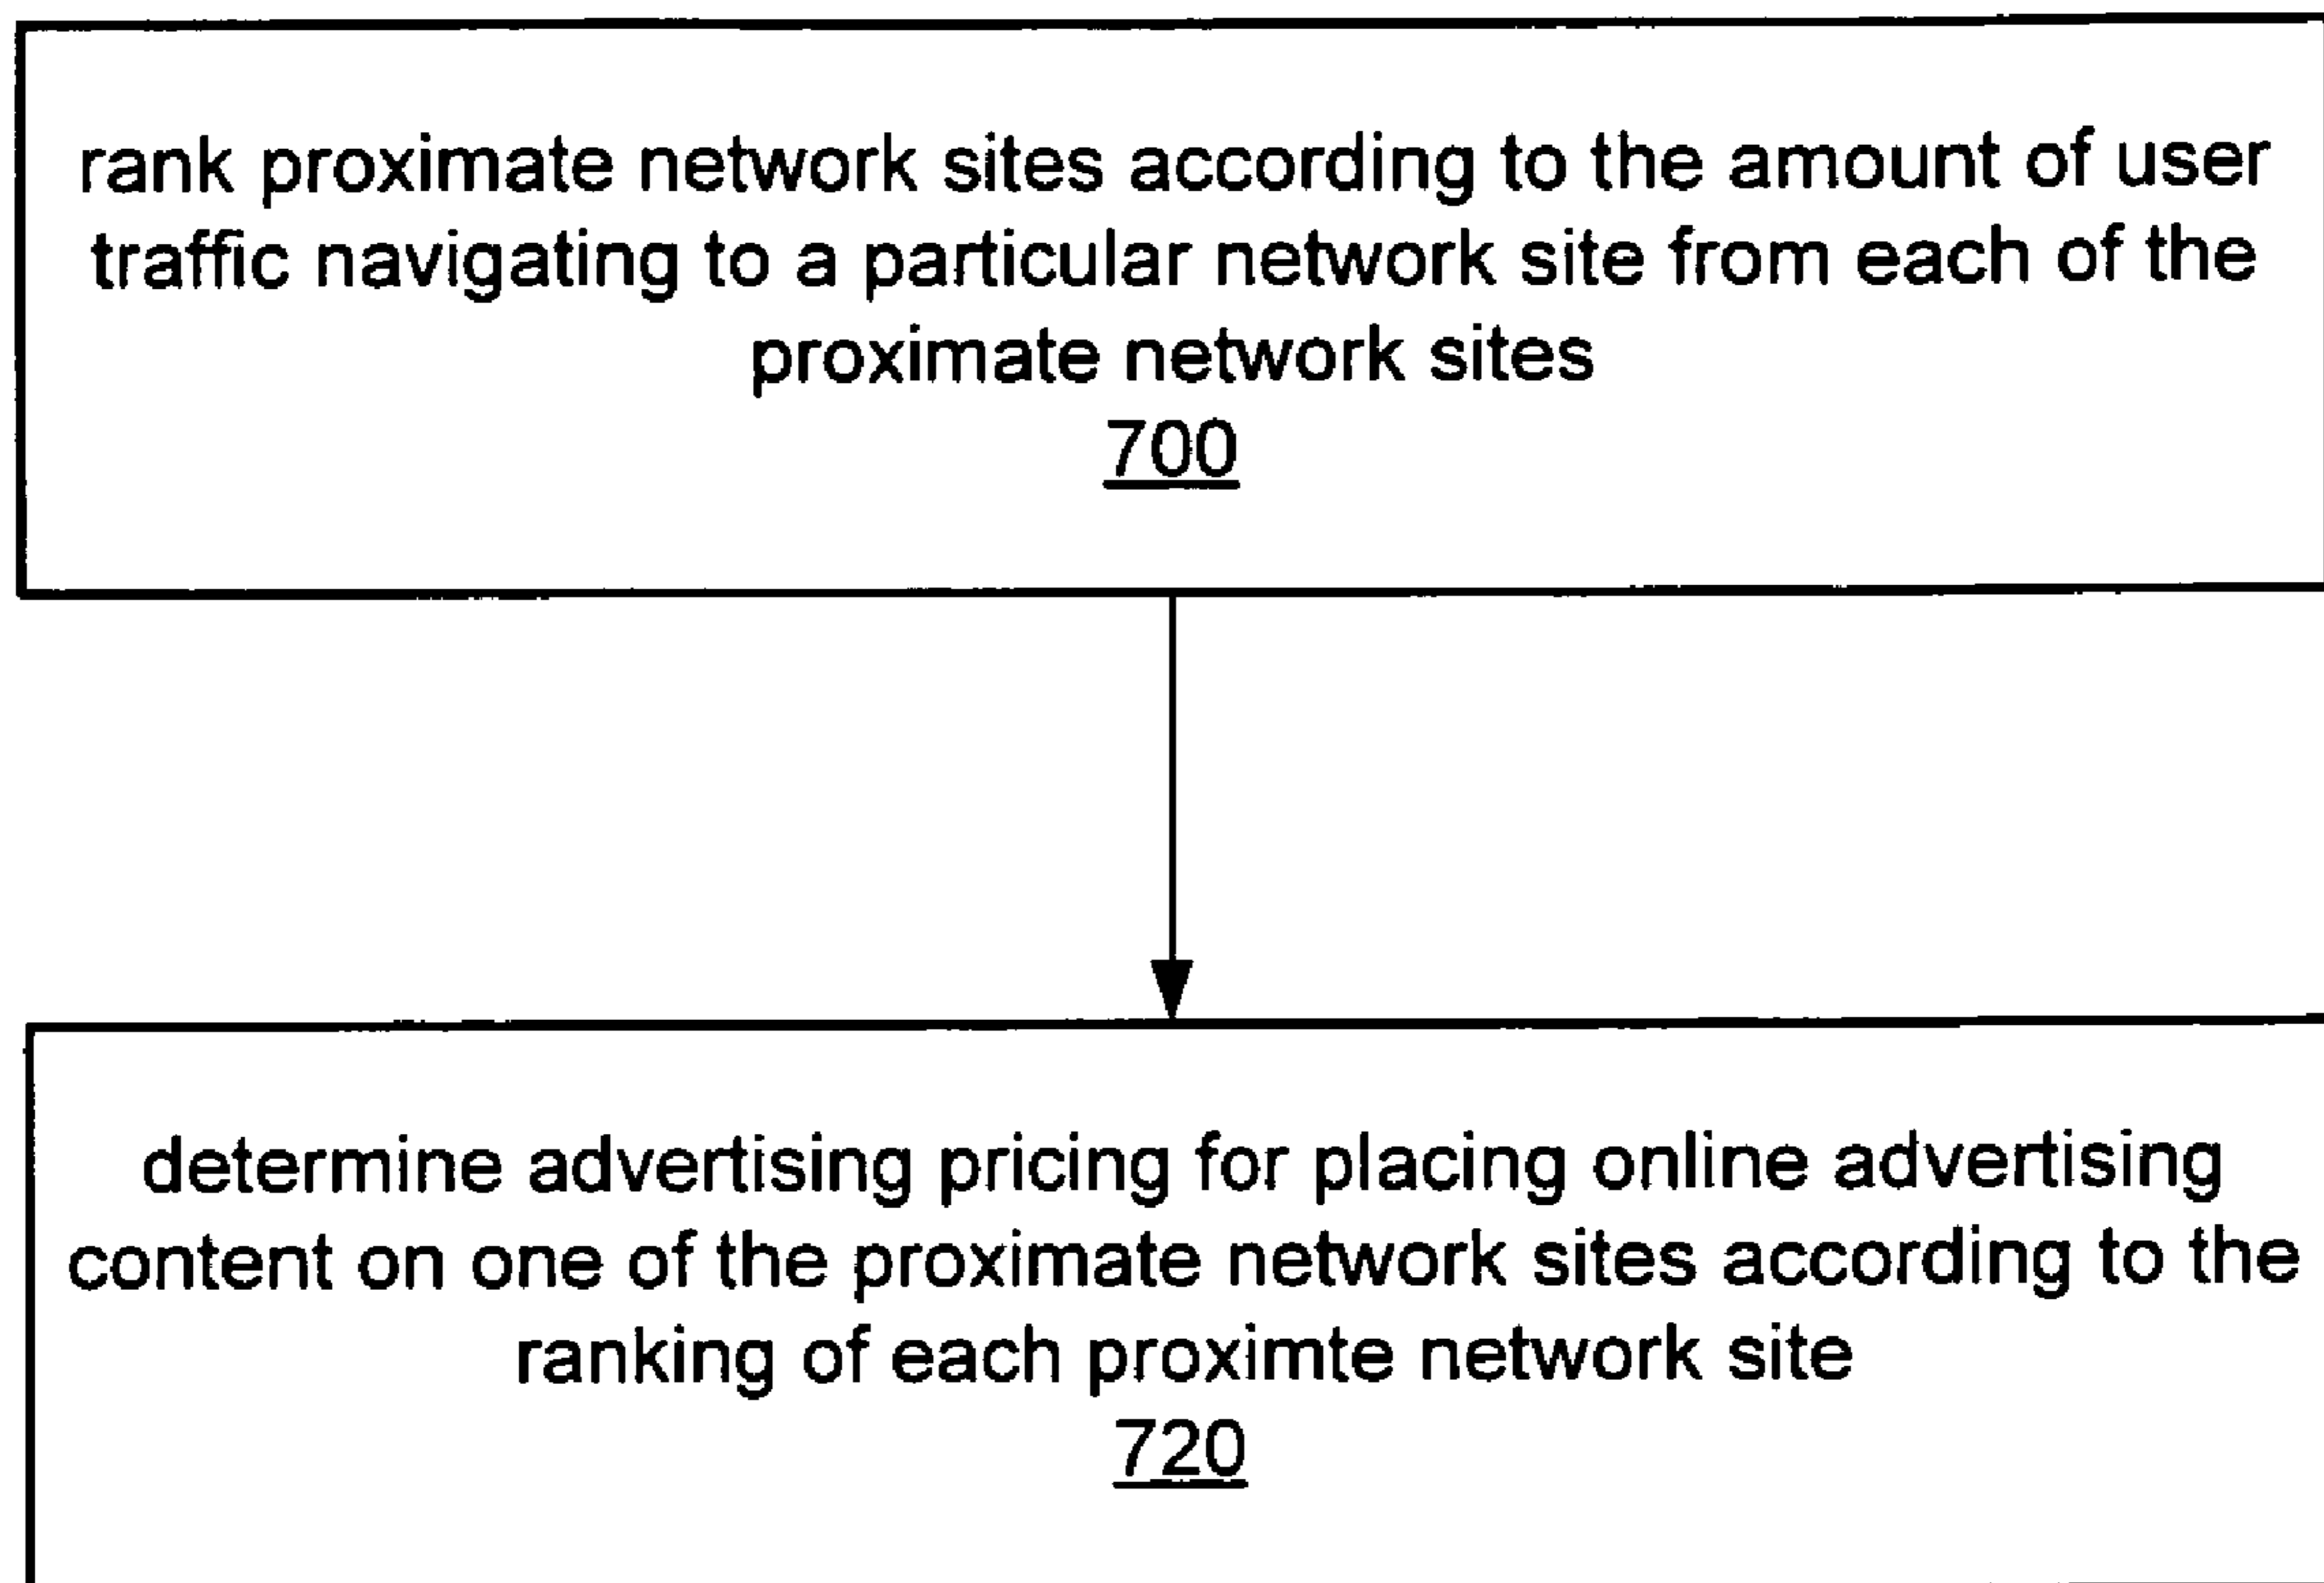 rank proximate network sites according to the amount of user
traffic navigating to a particular network site from each of the
proximate network sites
700
determine advertising pricing for placing online advertising
content on one of the proximate network sites according to the
ranking of each proximte network site
720